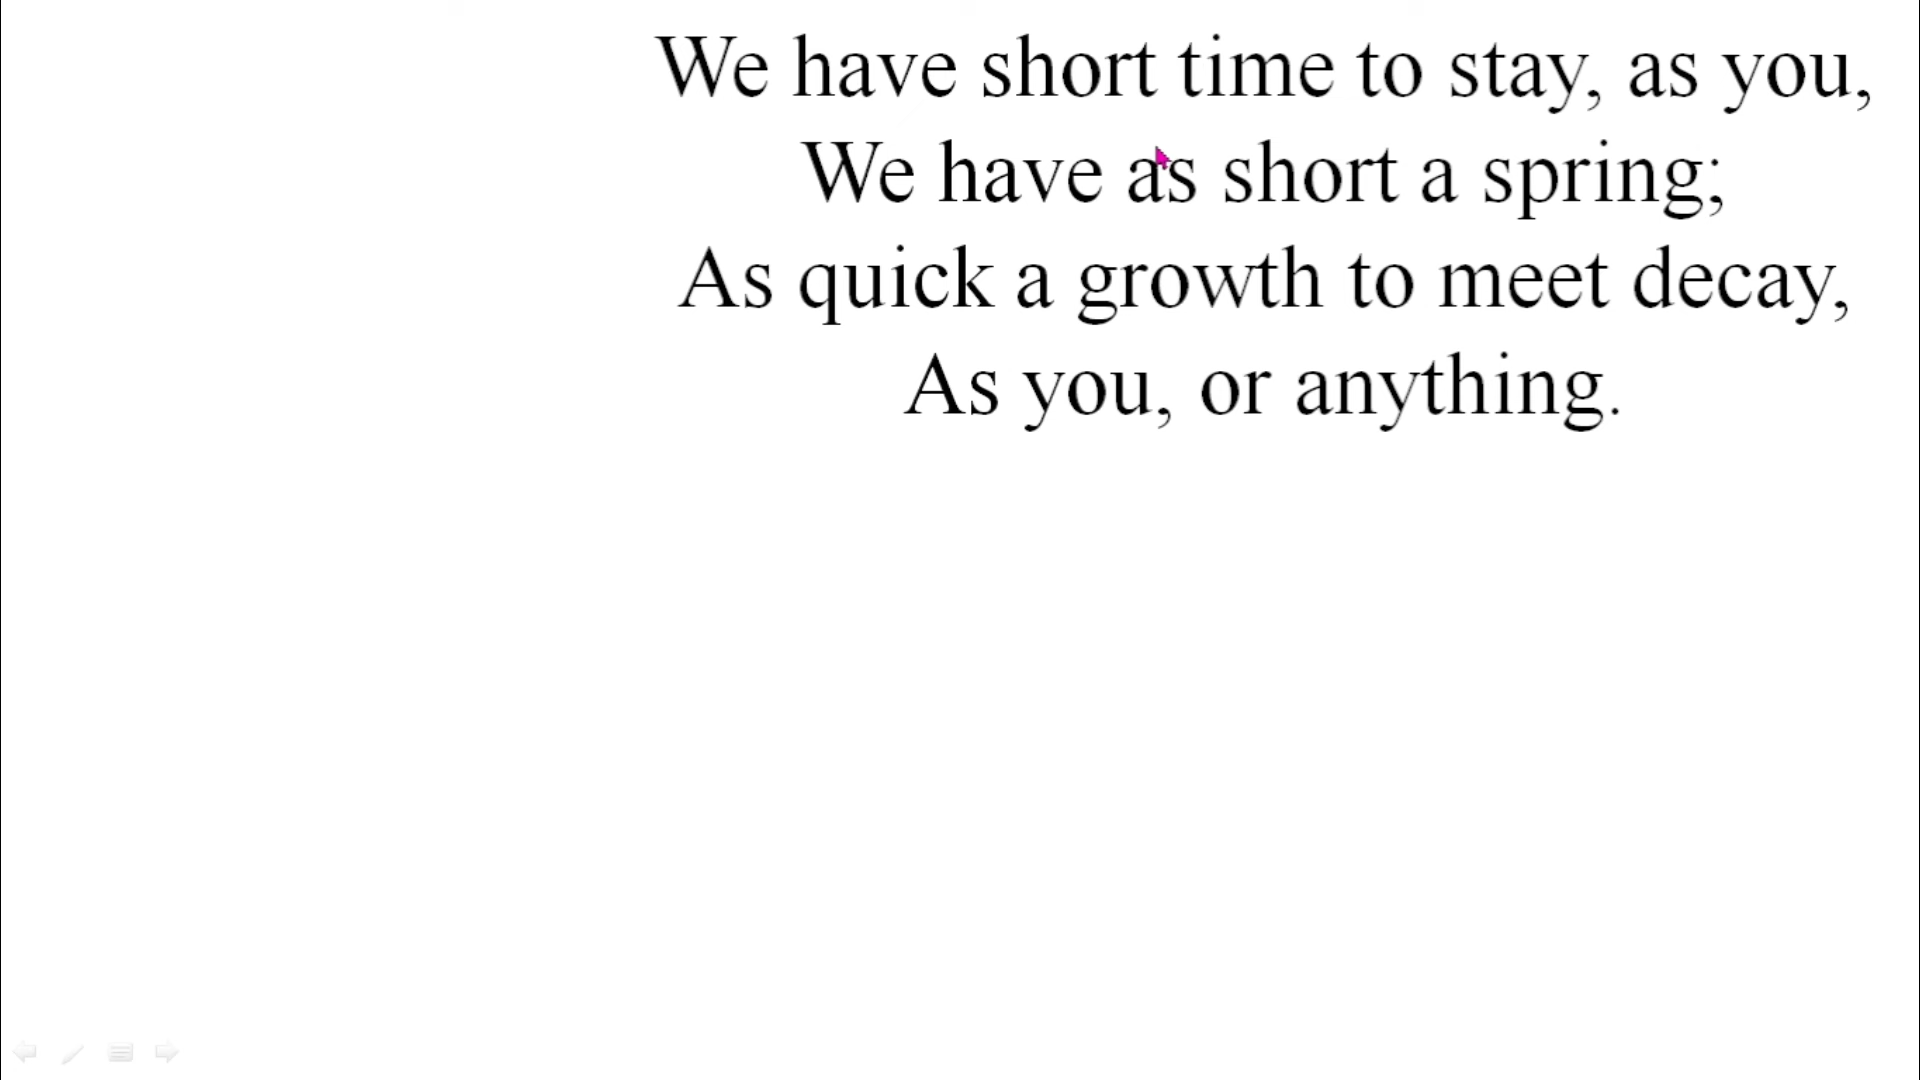 We have short time to stay, as you,
We have as short a spring;
As quick a growth to meet decay,
As you, or anything.